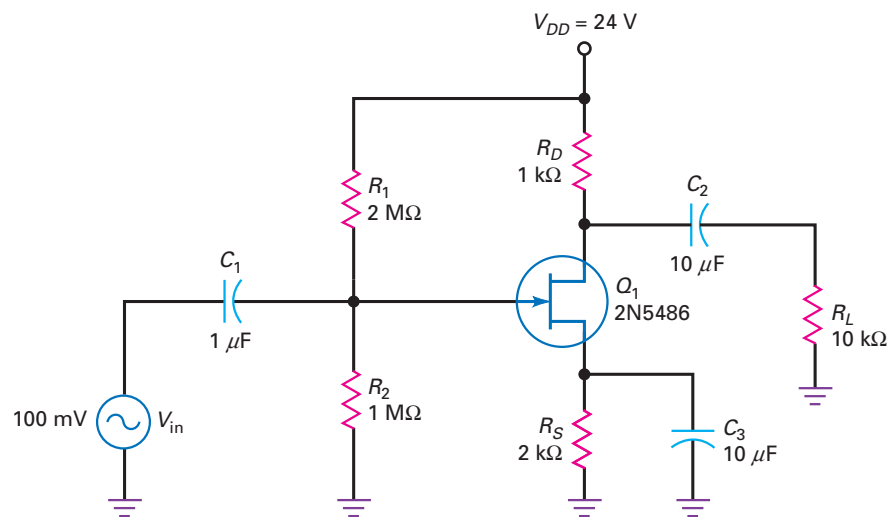 V_DD = 24 V
R_D
1 kΩ
C_2
10 μF
R_1
2 MΩ
C_1
1 μF
Q_1
2N5486
R_L
10 kΩ
100 mV
V_in
R_2
1 MΩ
R_S
2 kΩ
C_3
10 μF